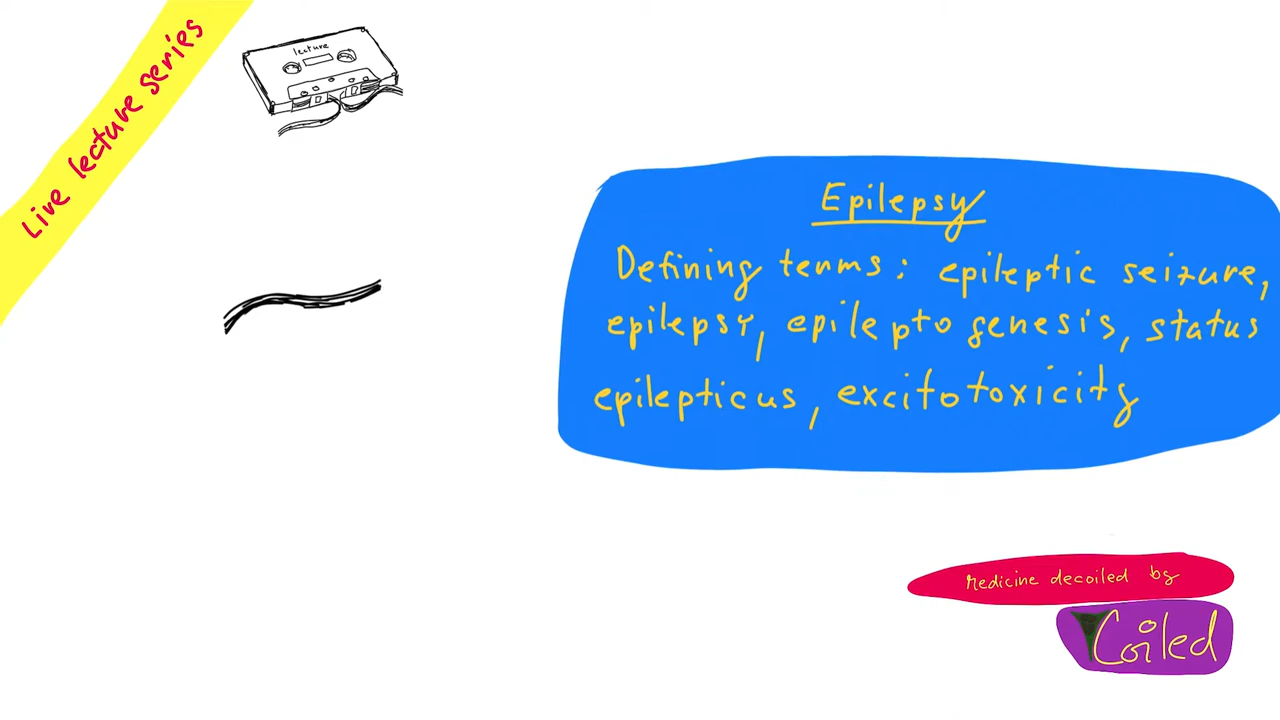 Live lecture series
lecture
Epilepsy
Defining terms: epileptic seizure,
epilepsy, epileptogenesis, status
epilepticus, excitotoxicity
Medicine decoiled by
Coiled